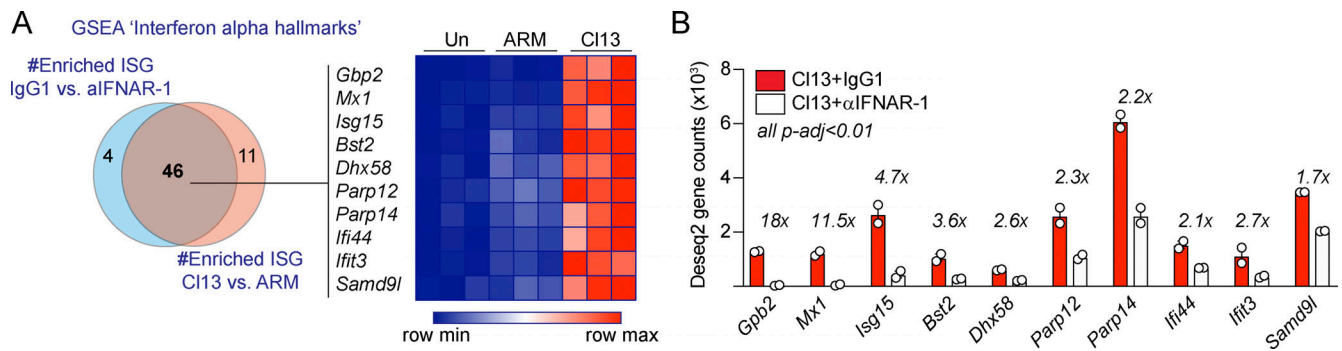 A
GSEA 'Interferon alpha hallmarks'
#Enriched ISG
IgG1 vs. aIFNAR-1
4
46
11
#Enriched ISG
Cl13 vs. ARM
Un
ARM
Cl13
Gbp2
Mx1
Isg15
Bst2
Dhx58
Parp12
Parp14
Ifi44
Ifit3
Samd9l
row min
row max
B
Deseq2 gene counts (x10³)
8
6
4
2
Cl13+IgG1
Cl13+αIFNAR-1
all p-adj<0.01
18x
11.5x
4.7x
3.6x
2.6x
2.3x
2.2x
2.1x
2.7x
1.7x
Gpb2
Mx1
Isg15
Bst2
Dhx58
Parp12
Parp14
Ifi44
Ifit3
Samd9l